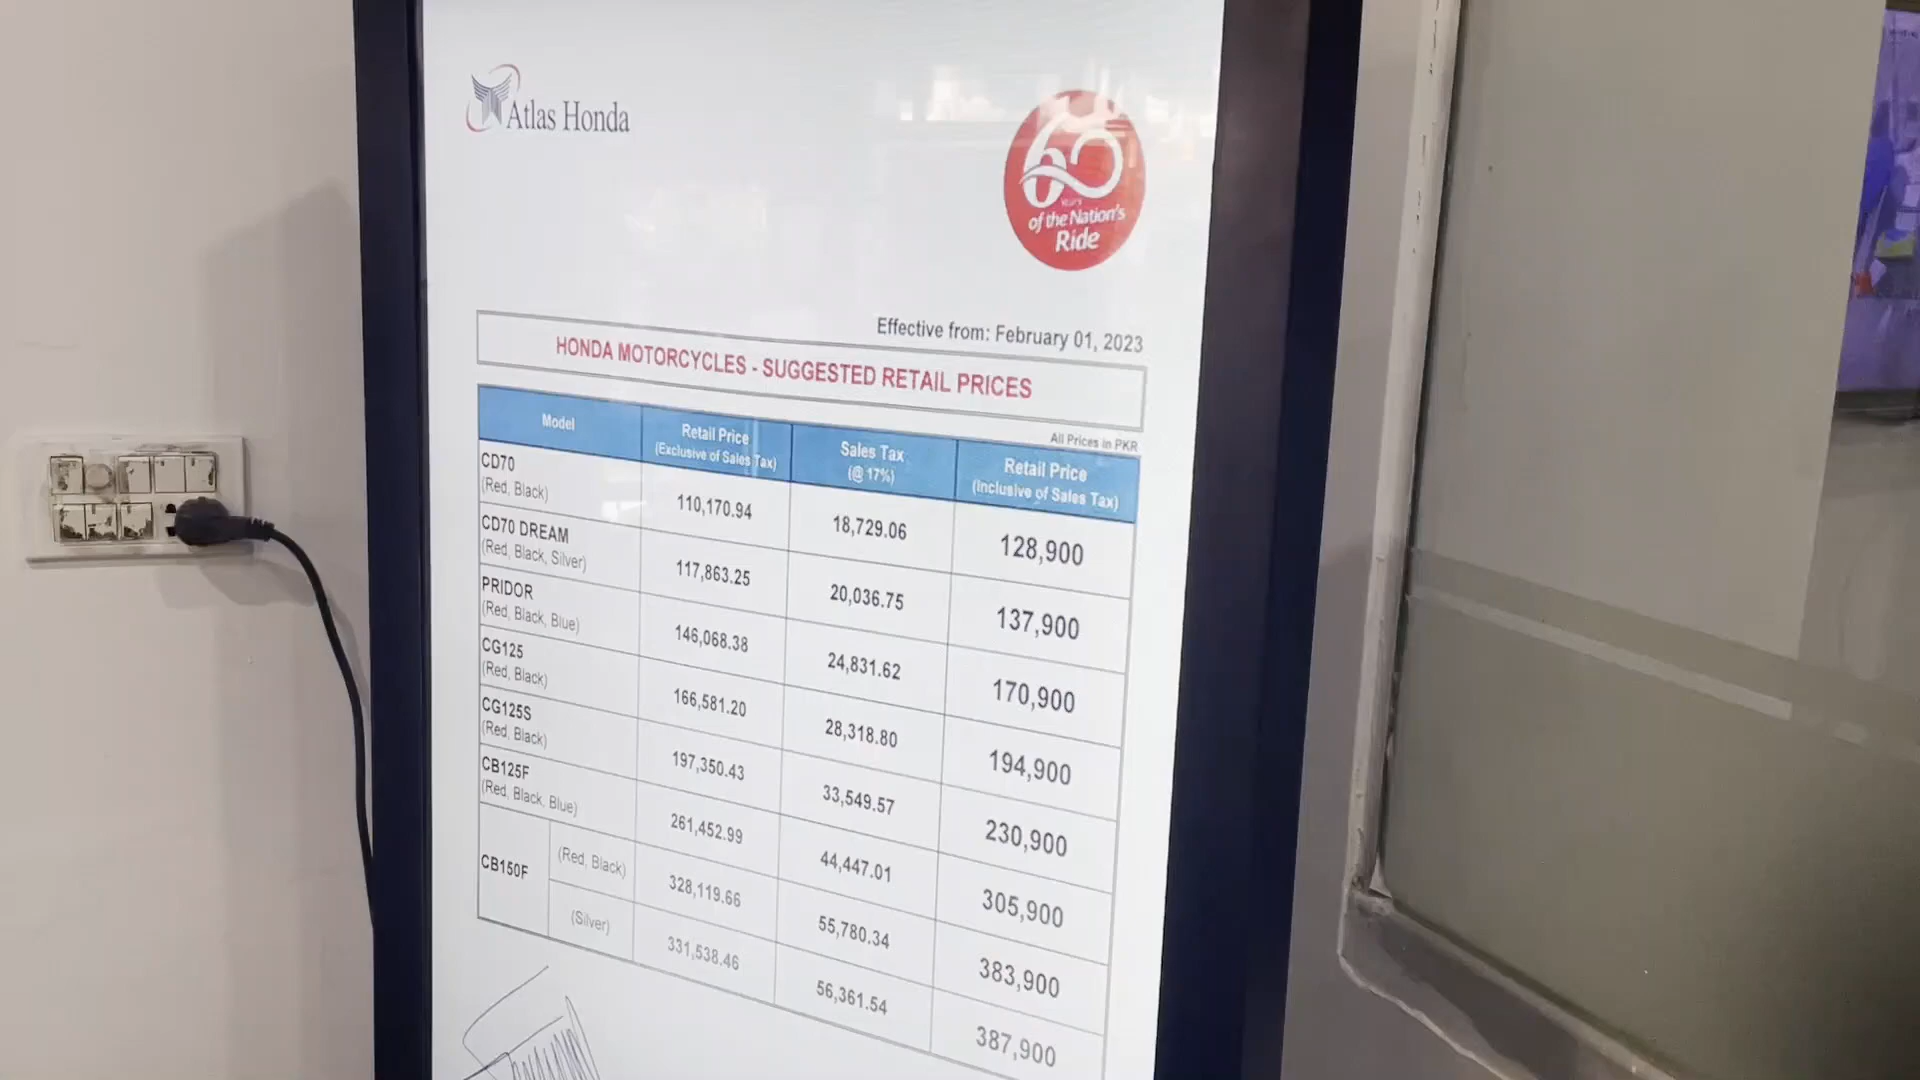 Atlas Honda
60
Years
of the Nation's
Ride
Effective from: February 01, 2023
HONDA MOTORCYCLES - SUGGESTED RETAIL PRICES
All Prices in PKR
Model Retail Price (Exclusive of Sales Tax) Sales Tax (@ 17%) Retail Price (Inclusive of Sales Tax)
CD70 (Red, Black) 110,170.94 18,729.06 128,900
CD70 DREAM (Red, Black, Silver) 117,863.25 20,036.75 137,900
PRIDOR (Red, Black, Blue) 146,068.38 24,831.62 170,900
CG125 (Red, Black) 166,581.20 28,318.80 194,900
CG125S (Red, Black) 197,350.43 33,549.57 230,900
CB125F (Red, Black, Blue) 261,452.99 44,447.01 305,900
CB150F (Red, Black) 328,119.66 55,780.34 383,900
(Silver) 331,538.46 56,361.54 387,900